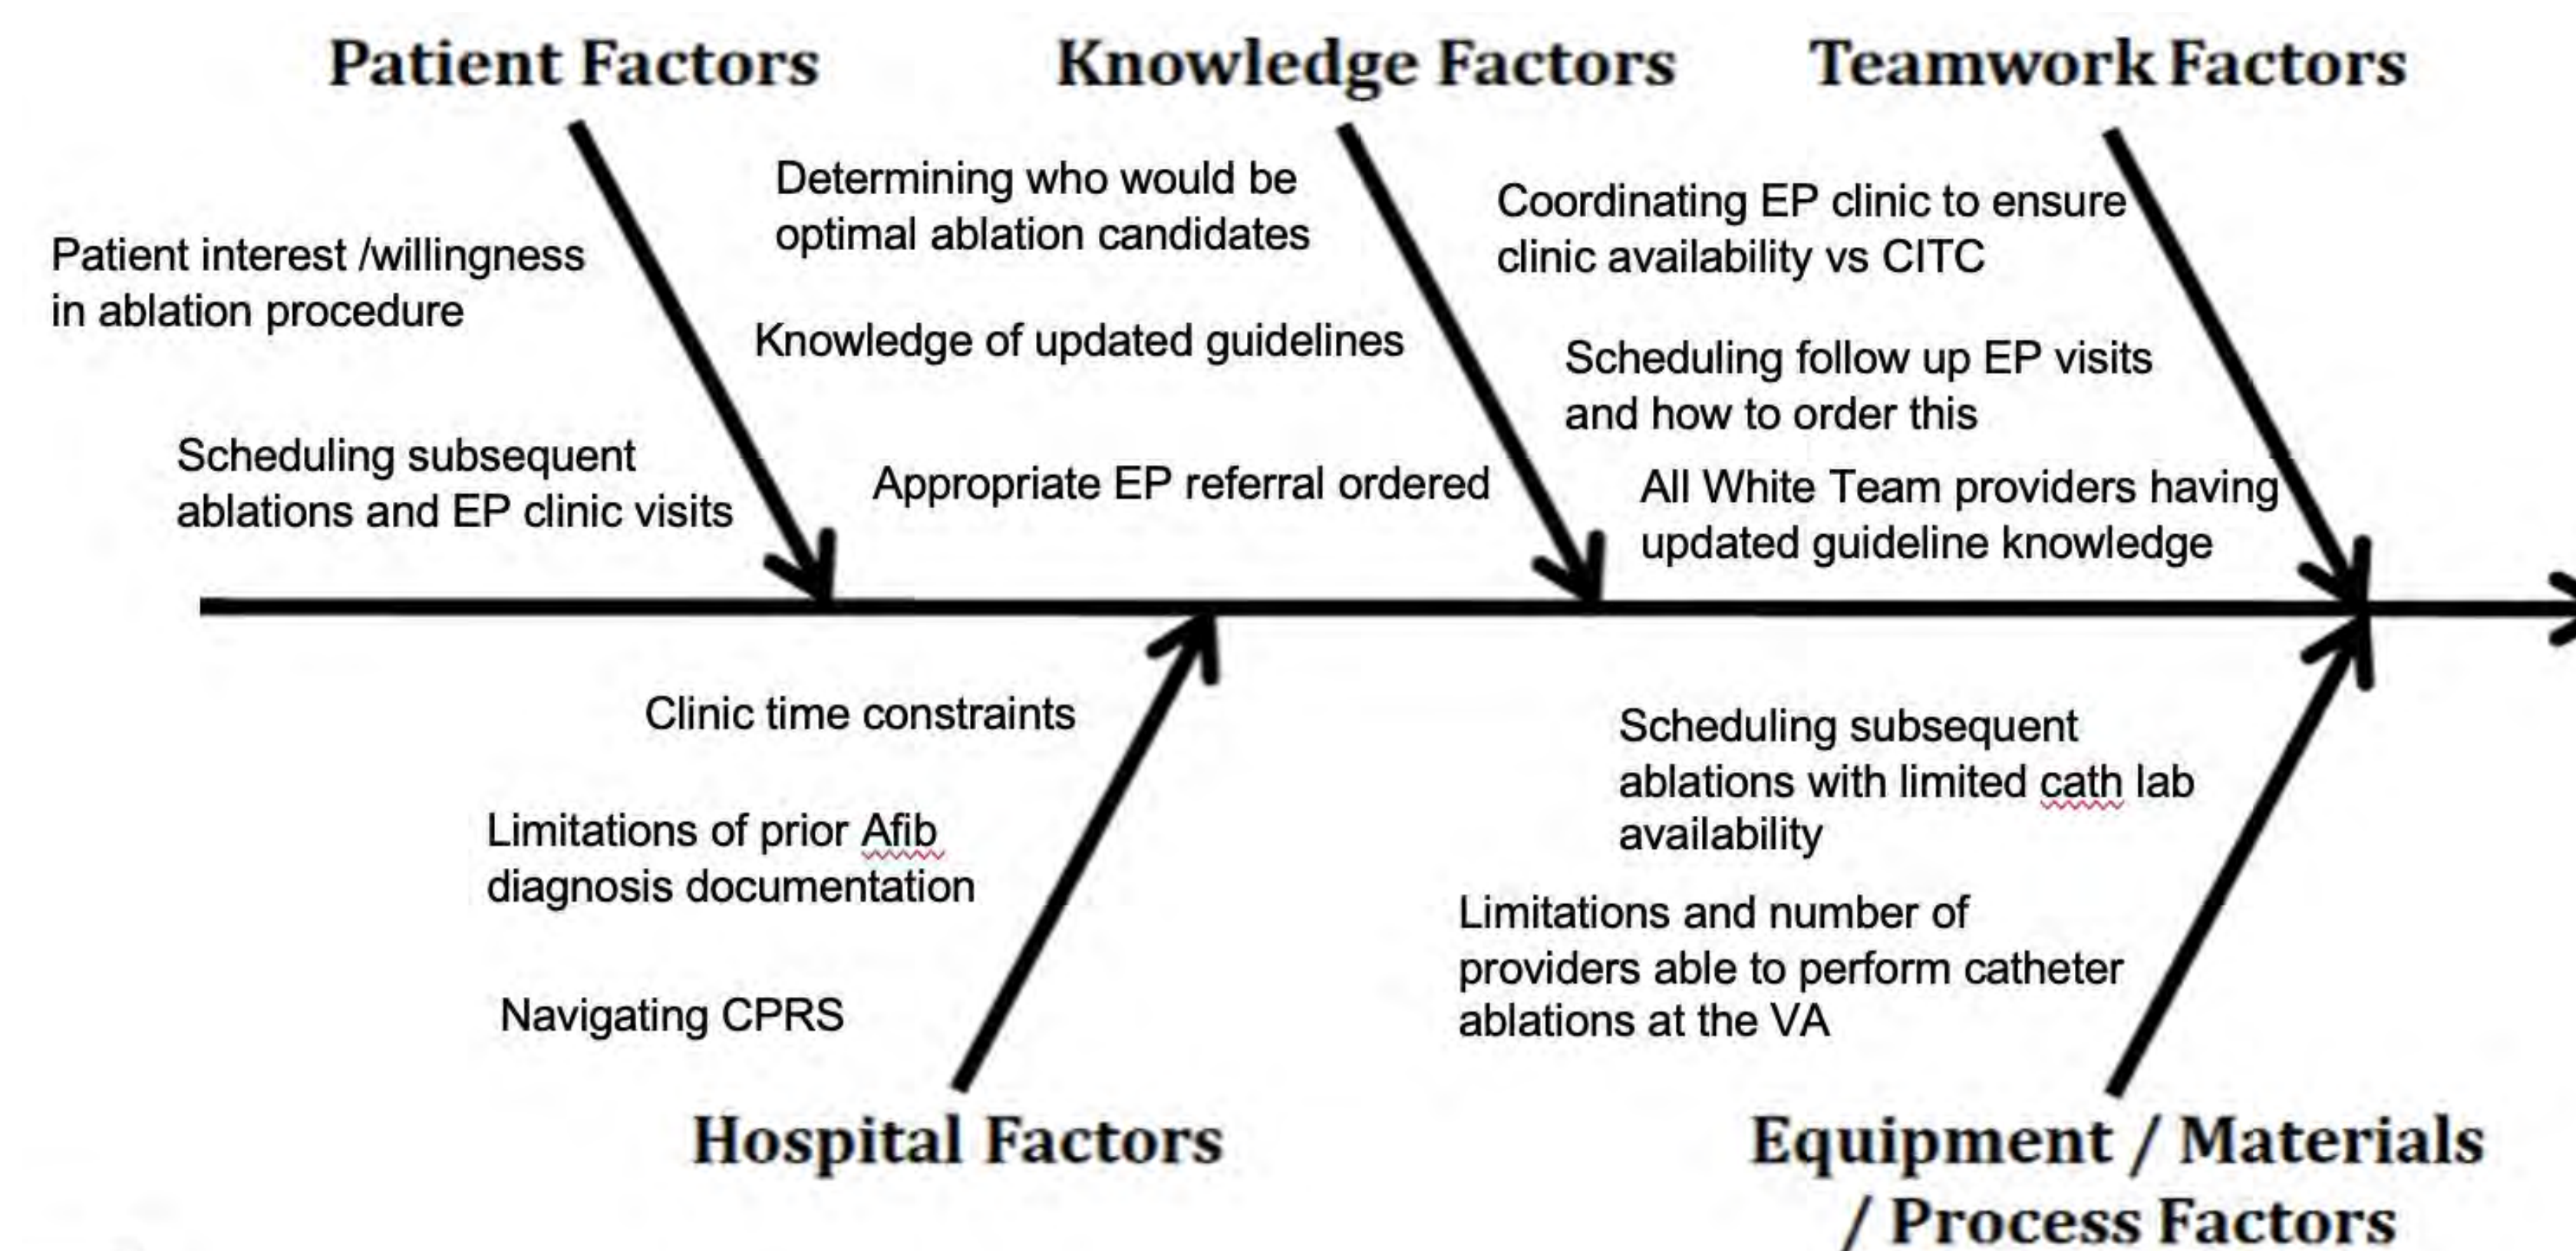 Patient Factors
Knowledge Factors
Teamwork Factors
Patient interest /willingness
in ablation procedure
Scheduling subsequent
ablations and EP clinic visits
Determining who would be
optimal ablation candidates
Knowledge of updated guidelines
Appropriate EP referral ordered
Coordinating EP clinic to ensure
clinic availability vs CITC
Scheduling follow up EP visits
and how to order this
All White Team providers having
updated guideline knowledge
Clinic time constraints
Limitations of prior Afib
diagnosis documentation
Navigating CPRS
Scheduling subsequent
ablations with limited cath lab
availability
Limitations and number of
providers able to perform catheter
ablations at the VA
Hospital Factors
Equipment / Materials
/ Process Factors